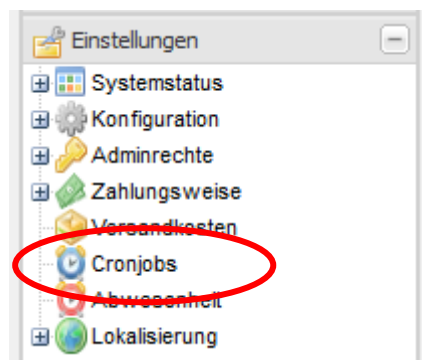 Einstellungen
Systemstatus
Konfiguration
Adminrechte
Zahlungsweise
Versandkosten
Cronjobs
Abwesenheit
Lokalisierung